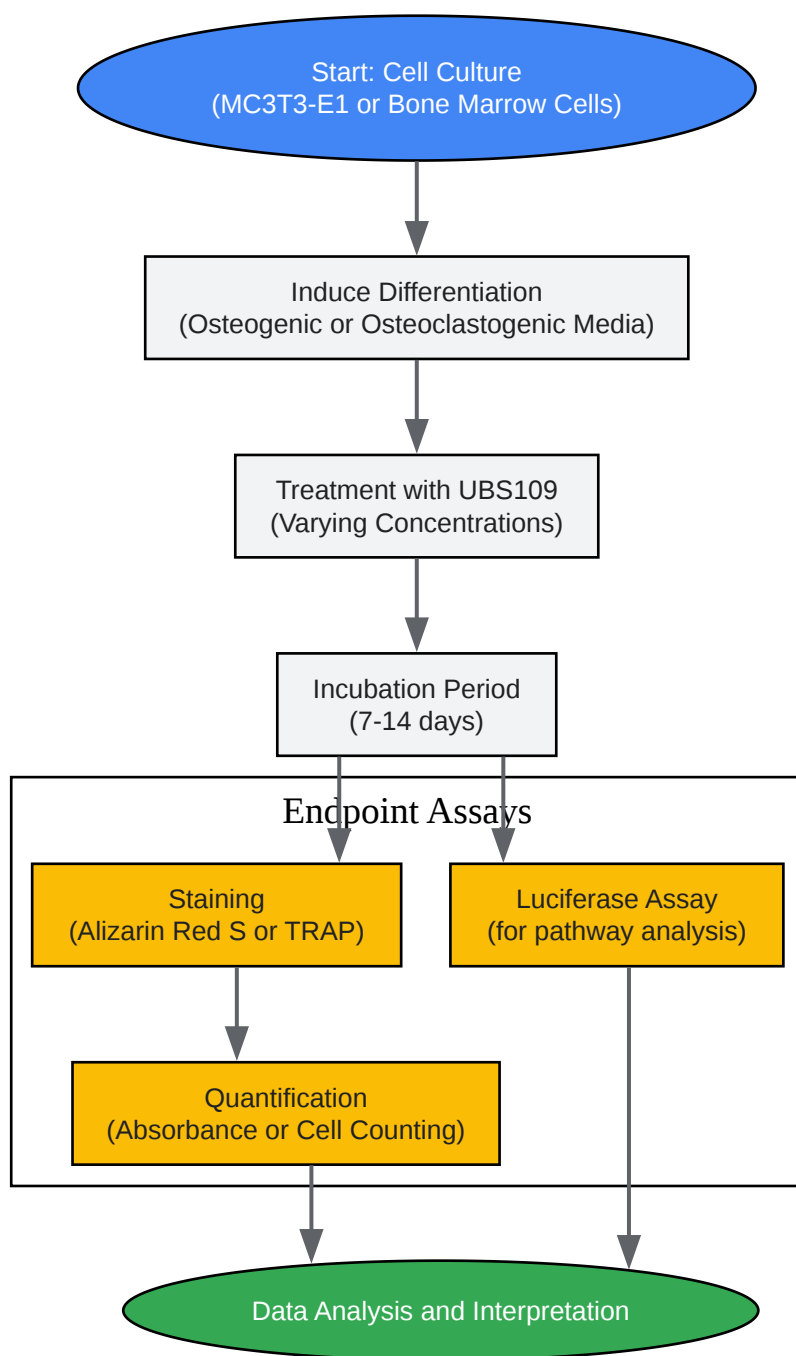 Start: Cell Culture
(MC3T3-E1 or Bone Marrow Cells)
Induce Differentiation
(Osteogenic or Osteoclastogenic Media)
Treatment with UBS109
(Varying Concentrations)
Incubation Period
(7-14 days)
Endpoint Assays
Staining
(Alizarin Red S or TRAP)
Luciferase Assay
(for pathway analysis)
Quantification
(Absorbance or Cell Counting)
Data Analysis and Interpretation